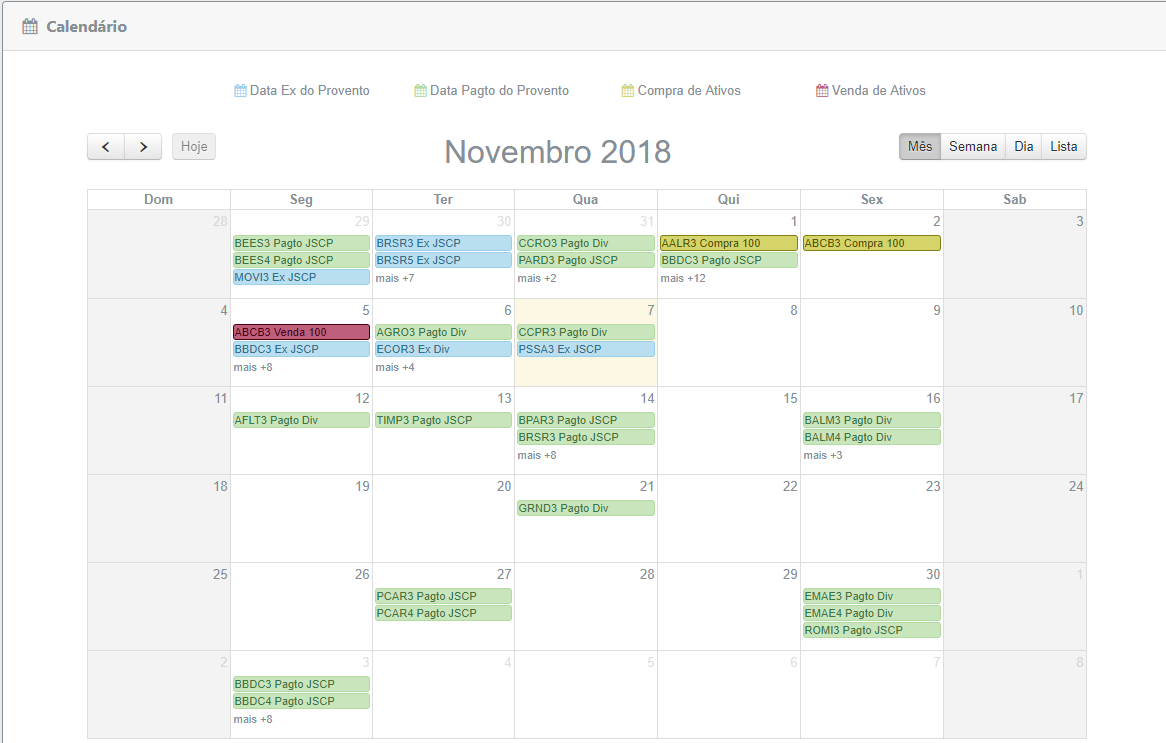 Calendário
Data Ex do Provento Data Pagto do Provento Compra de Ativos Venda de Ativos
Hoje Novembro 2018 Mês Semana Dia Lista
Dom Seg Ter Qua Qui Sex Sab
28 29 30 31 1 2 3
BEES3 Pagto JSCP BRSR3 Ex JSCP CCRO3 Pagto Div AALR3 Compra 100 ABCB3 Compra 100
BEES4 Pagto JSCP BRSR5 Ex JSCP PARD3 Pagto JSCP BBDC3 Pagto JSCP
MOVI3 Ex JSCP mais +7 mais +2 mais +12
4 5 6 7 8 9 10
ABCB3 Venda 100 AGRO3 Pagto Div CCPR3 Pagto Div
BBDC3 Ex JSCP ECOR3 Ex Div PSSA3 Ex JSCP
mais +8 mais +4
11 12 13 14 15 16 17
AFLT3 Pagto Div TIMP3 Pagto JSCP BPAR3 Pagto JSCP BALM3 Pagto Div
BRSR3 Pagto JSCP BALM4 Pagto Div
mais +8 mais +3
18 19 20 21 22 23 24
GRND3 Pagto Div
25 26 27 28 29 30 1
PCAR3 Pagto JSCP EMAE3 Pagto Div
PCAR4 Pagto JSCP EMAE4 Pagto Div
ROMI3 Pagto JSCP
2 3 4 5 6 7 8
BBDC3 Pagto JSCP
BBDC4 Pagto JSCP
mais +8